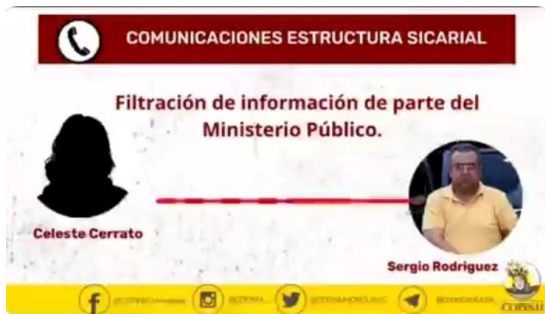 COMUNICACIONES ESTRUCTURA SICARIAL
Filtración de información de parte del
Ministerio Público.
Celeste Cerrato
Sergio Rodriguez
COPINH